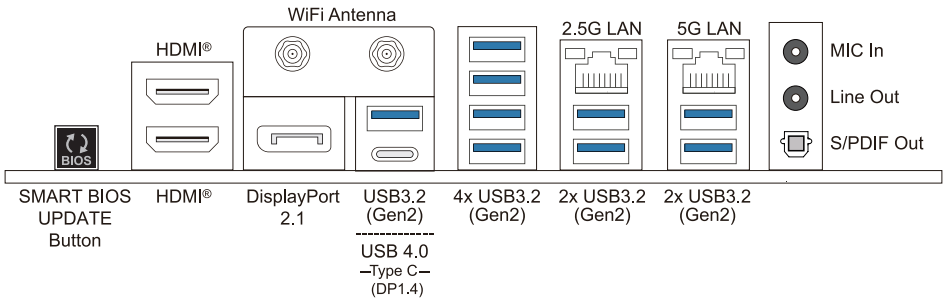 WiFi Antenna
HDMI®
2.5G LAN
5G LAN
MIC In
Line Out
S/PDIF Out
BIOS
SMART BIOS
UPDATE
Button
HDMI®
DisplayPort
2.1
USB3.2
(Gen2)
USB 4.0
–Type C–
(DP1.4)
4x USB3.2
(Gen2)
2x USB3.2
(Gen2)
2x USB3.2
(Gen2)